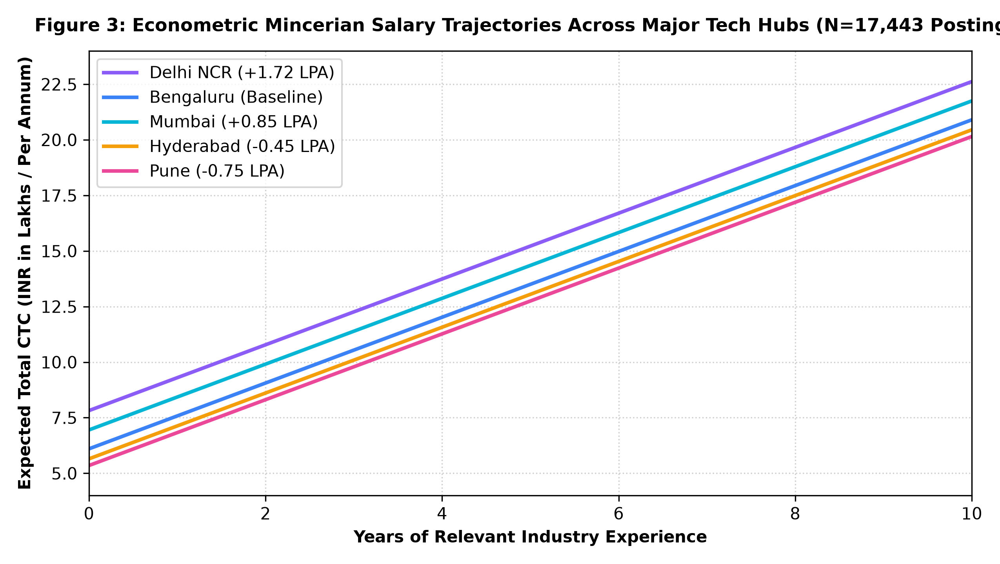 Figure 3: Econometric Mincerian Salary Trajectories Across Major Tech Hubs (N=17,443 Posting
Expected Total CTC (INR in Lakhs / Per Annum)
Delhi NCR (+1.72 LPA)
Bengaluru (Baseline)
Mumbai (+0.85 LPA)
Hyderabad (-0.45 LPA)
Pune (-0.75 LPA)
22.5
20.0
17.5
15.0
12.5
10.0
7.5
5.0
0 2 4 6 8 10
Years of Relevant Industry Experience